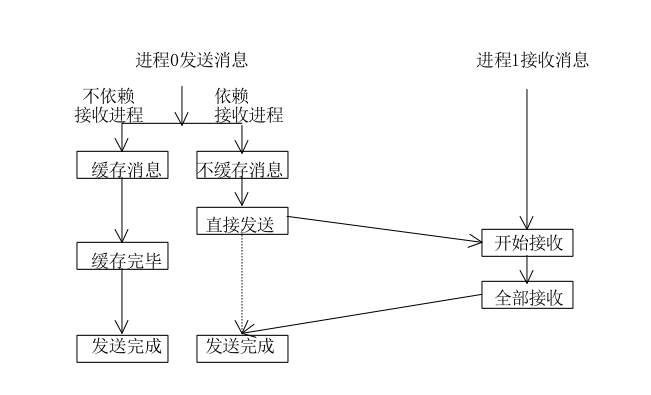 进程0发送消息
进程1接收消息
不依赖
接收进程
依赖
接收进程
缓存消息
不缓存消息
直接发送
开始接收
缓存完毕
全部接收
发送完成
发送完成